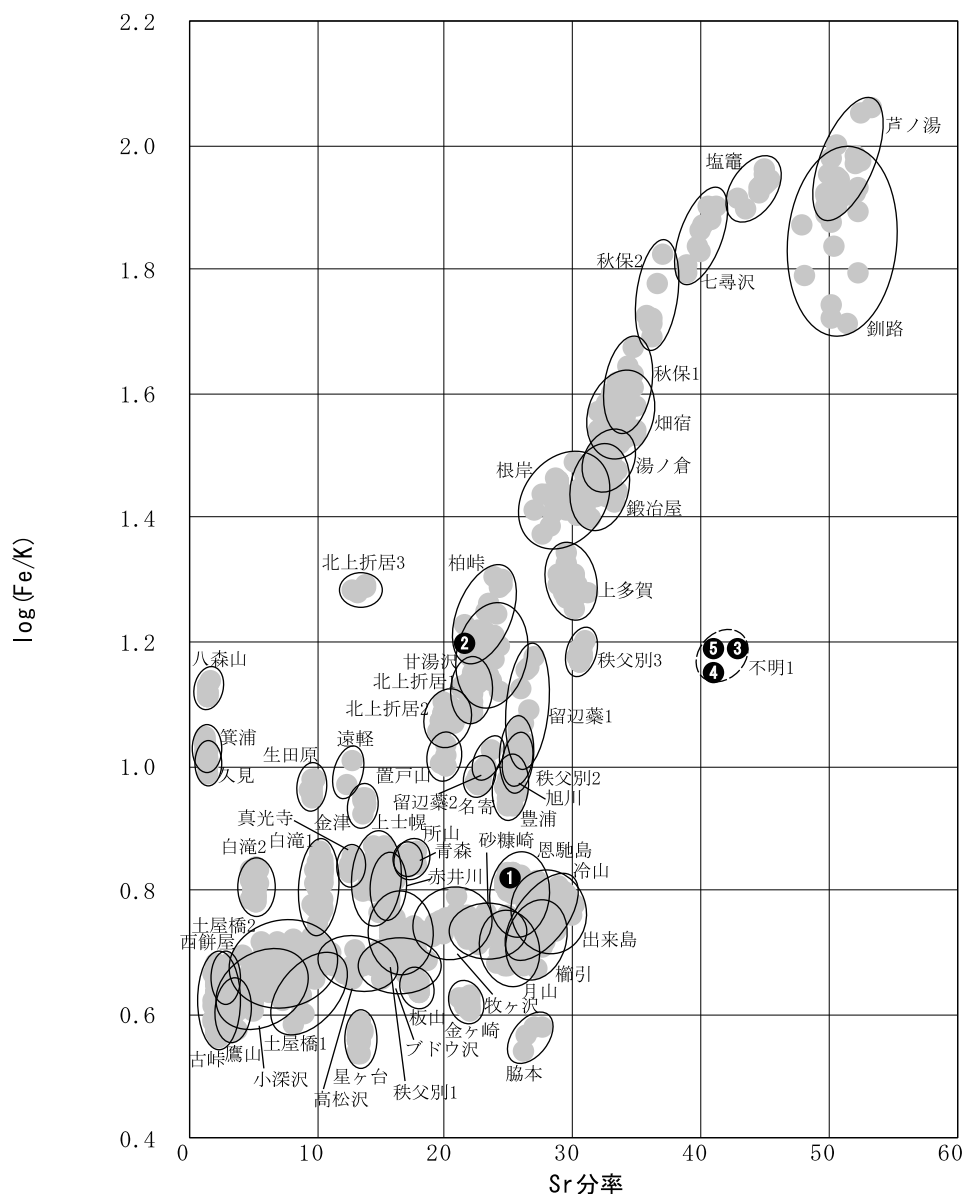 2.2
2.0
1.8
1.6
1.4
1.2
1.0
0.8
0.6
0.4
log(Fe/K)
芦ノ湯
塩竈
秋保2
七尋沢
釧路
秋保1
畑宿
湯ノ倉
根岸
鍛冶屋
北上折居3
柏峠
上多賀
2
5
3
4
不明1
秩父別3
八森山
甘湯沢
北上折居1
北上折居2
留辺蘂1
箕浦
久見
生田原
遠軽
置戸山
秩父別2
旭川
留辺蘂2
名寄
豊浦
金津
上士幌
真光寺
白滝1
白滝2
所山
青森
赤井川
砂糠崎
恩馳島
冷山
1
土屋橋2
西餅屋
出来島
櫛引
月山
牧ヶ沢
金ヶ崎
板山
ブドウ沢
脇本
古峠
鷹山
土屋橋1
小深沢
星ヶ台
高松沢
秩父別1
0
10
20
30
40
50
60
Sr分率